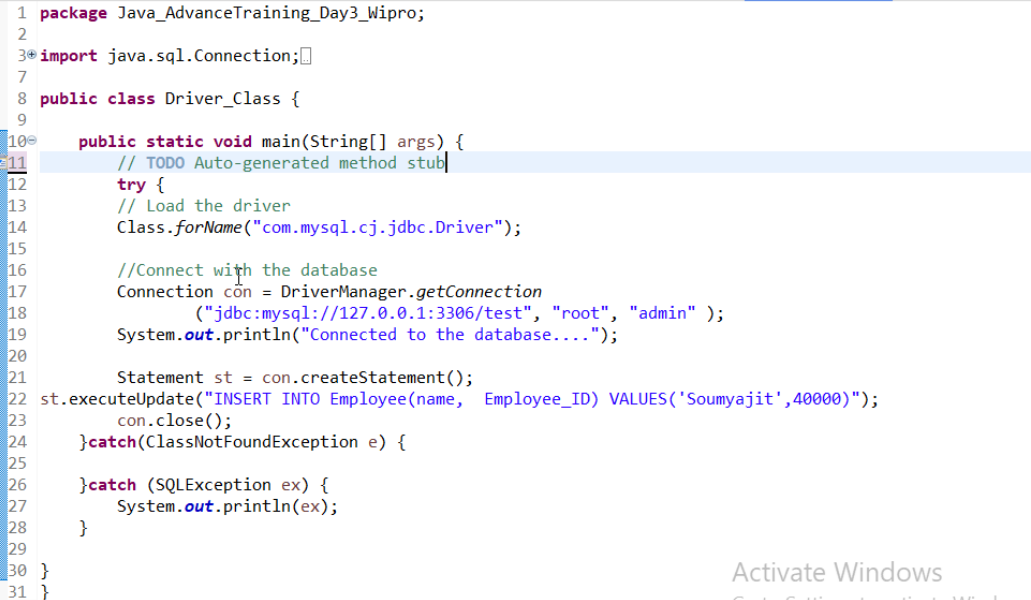 1 package Java_AdvanceTraining_Day3_Wipro;
2
3 import java.sql.Connection;
7
8 public class Driver_Class {
9
10 public static void main(String[] args) {
11 // TODO Auto-generated method stub
12 try {
13 // Load the driver
14 Class.forName("com.mysql.cj.jdbc.Driver");
15
16 //Connect with the database
17 Connection con = DriverManager.getConnection
18 ("jdbc:mysql://127.0.0.1:3306/test", "root", "admin" );
19 System.out.println("Connected to the database....");
20
21 Statement st = con.createStatement();
22 st.executeUpdate("INSERT INTO Employee(name,  Employee_ID) VALUES('Soumyajit',40000)");
23 con.close();
24 }catch(ClassNotFoundException e) {
25
26 }catch (SQLException ex) {
27 System.out.println(ex);
28 }
29
30 }
31 }
Activate Windows